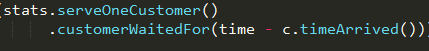 (stats.serveOneCustomer()
.customerWaitedFor(time - c.timeArrived()))